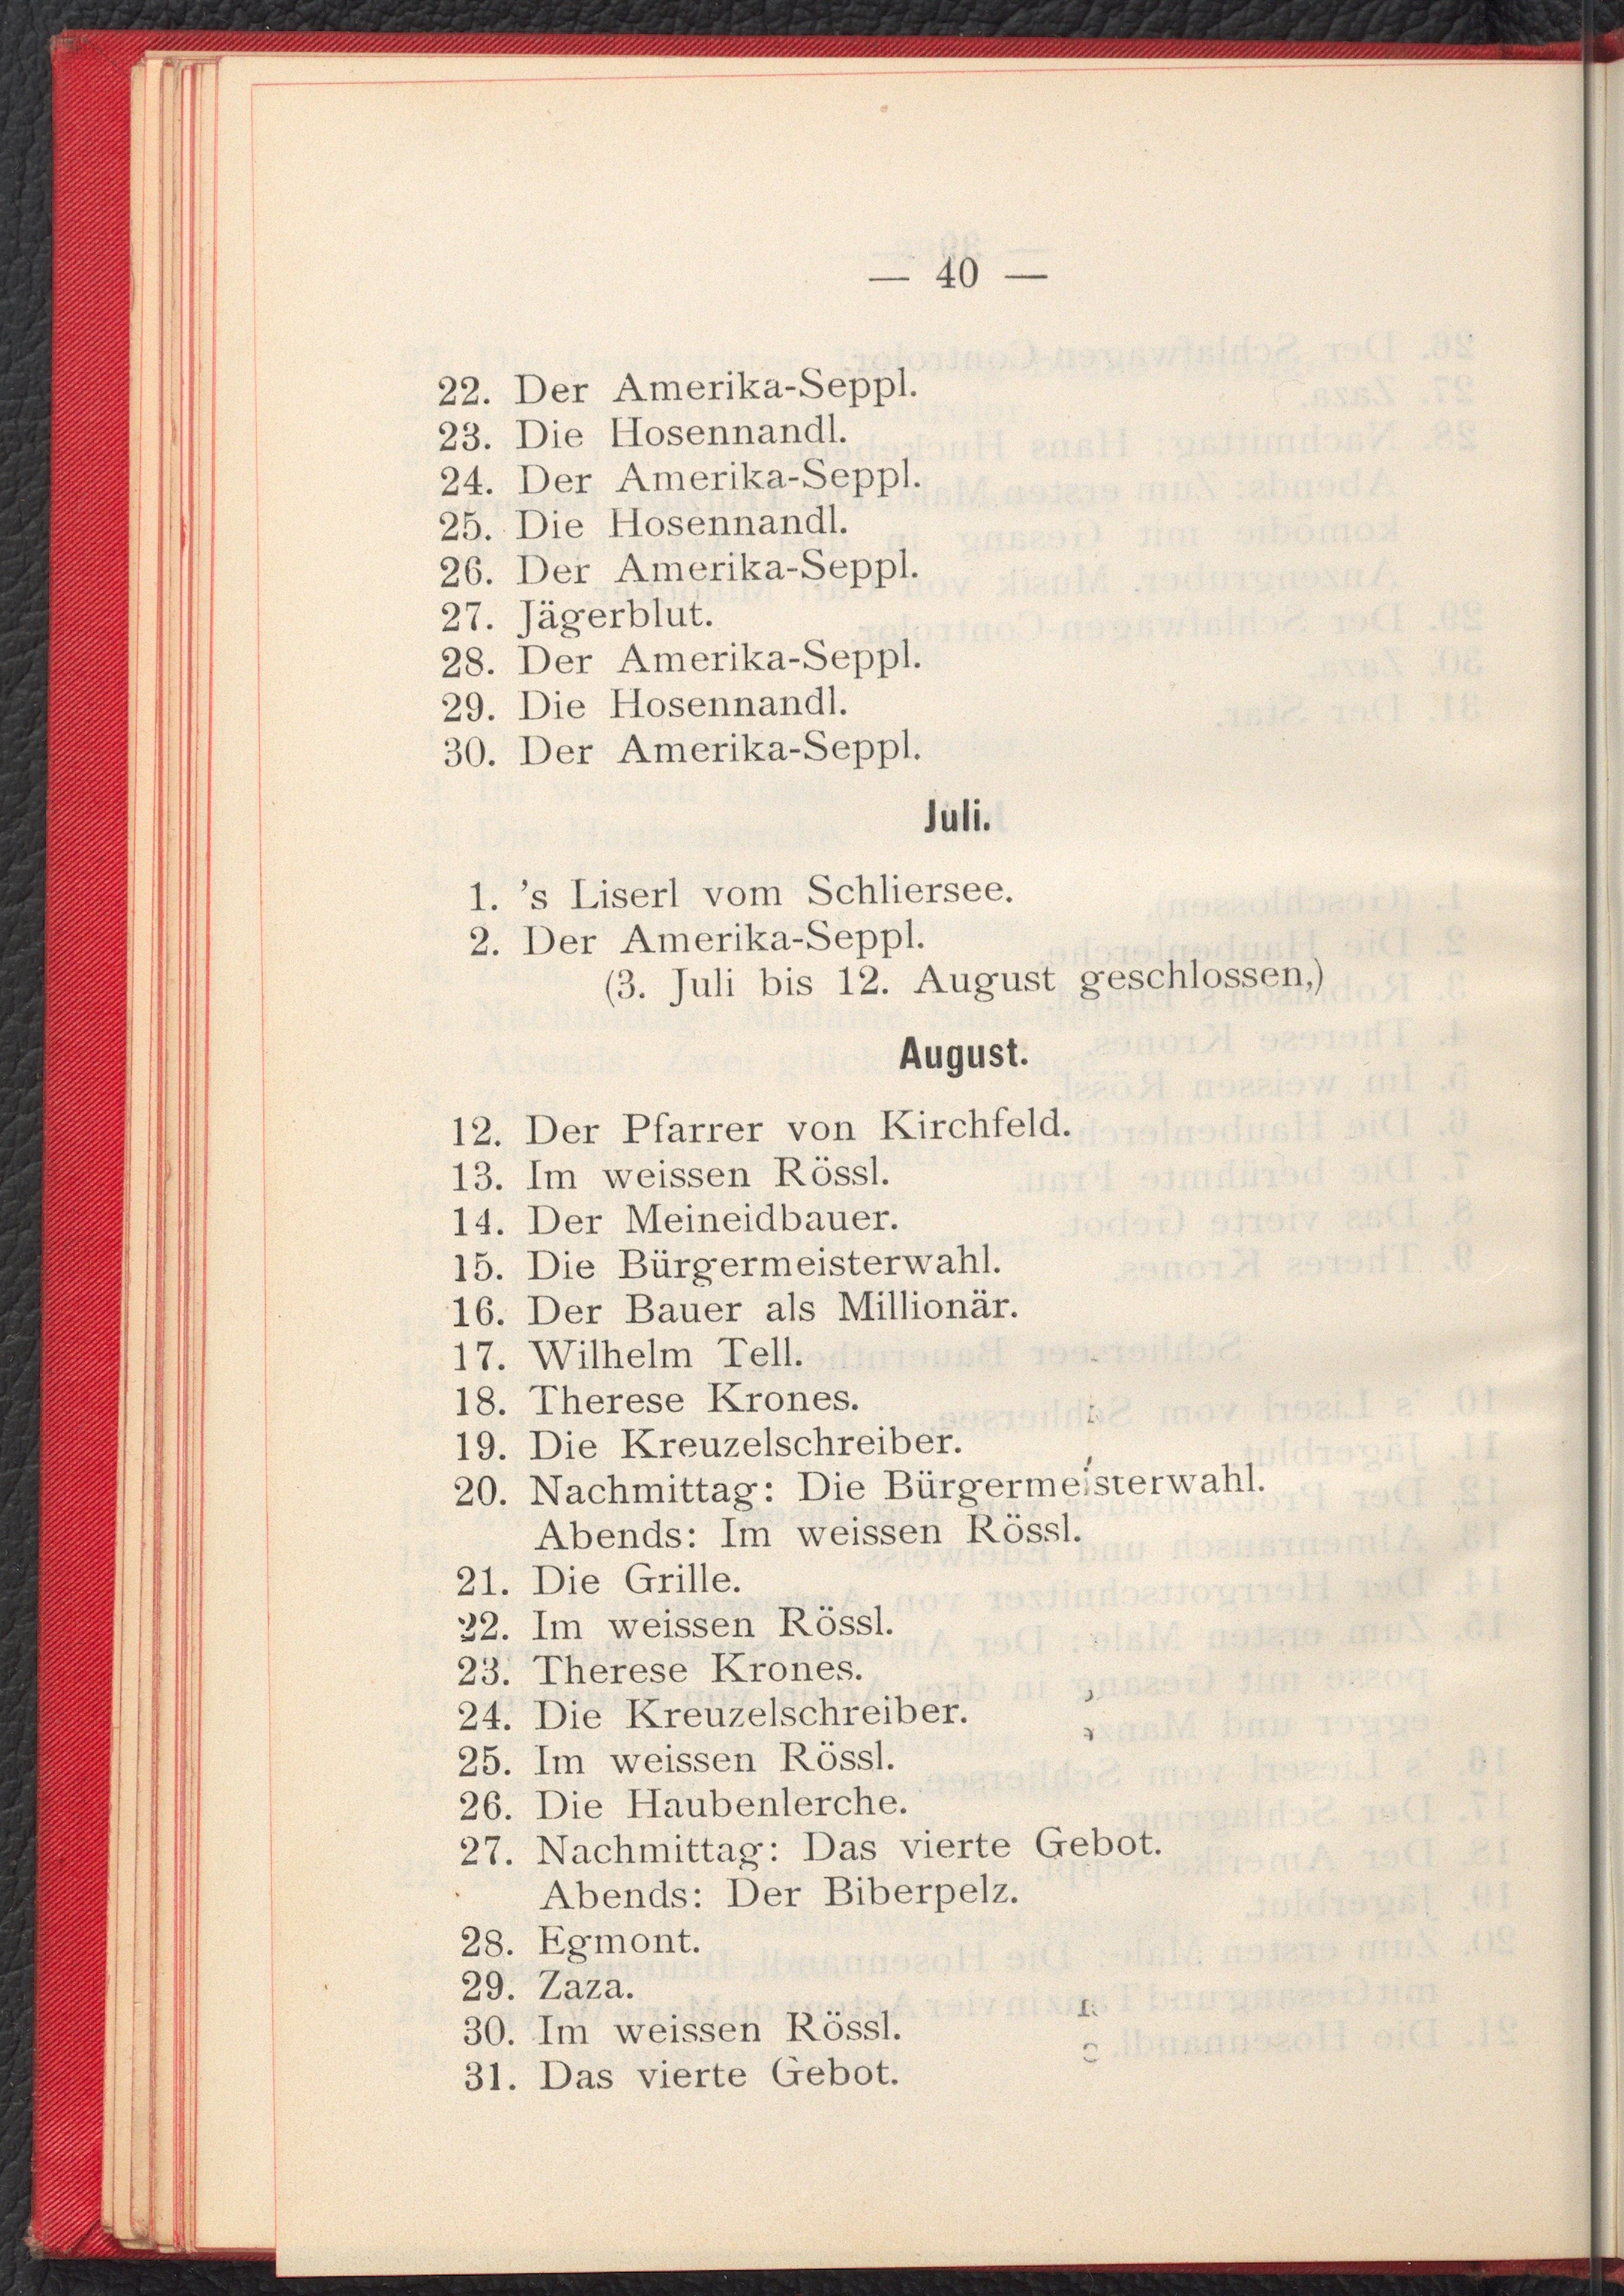 — 40 —
22. Der Amerika-Seppl.
23. Die Hosennandl.
24. Der Amerika-Seppl.
25. Die Hosennandl.
26. Der Amerika-Seppl.
27. Jägerblut.
28. Der Amerika-Seppl.
29. Die Hosennandl.
30. Der Amerika-Seppl.
Juli.
1. 's Liserl vom Schliersee.
2. Der Amerika-Seppl.
(3. Juli bis 12. August geschlossen,)
August.
12. Der Pfarrer von Kirchfeld.
13. Im weissen Rössl.
14. Der Meineidbauer.
15. Die Bürgermeisterwahl.
16. Der Bauer als Millionär.
17. Wilhelm Tell.
18. Therese Krones.
19. Die Kreuzelschreiber.
20. Nachmittag: Die Bürgermeisterwahl.
Abends: Im weissen Rössl.
21. Die Grille.
22. Im weissen Rössl.
23. Therese Krones.
24. Die Kreuzelschreiber.
25. Im weissen Rössl.
26. Die Haubenlerche.
27. Nachmittag: Das vierte Gebot.
Abends: Der Biberpelz.
28. Egmont.
29. Zaza.
30. Im weissen Rössl.
31. Das vierte Gebot.